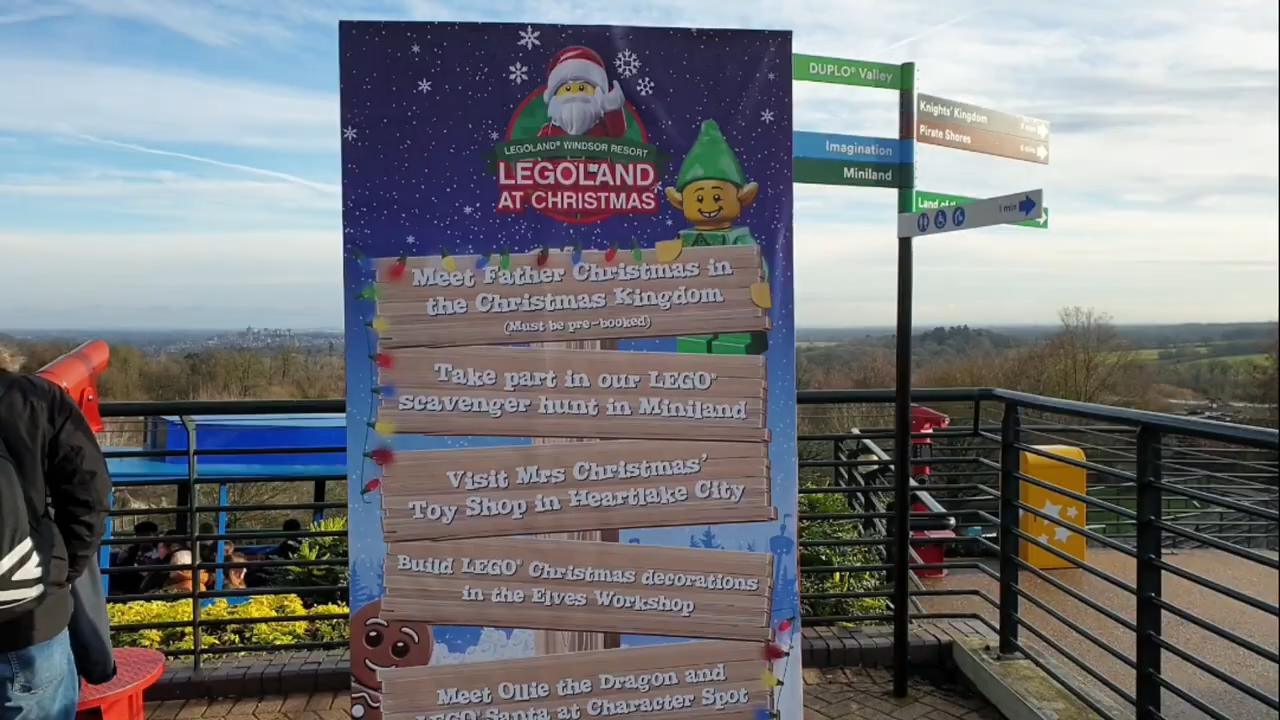 LEGOLAND® WINDSOR RESORT
LEGOLAND
AT CHRISTMAS
Meet Father Christmas in
the Christmas Kingdom
(Must be pre-booked)
Take part in our LEGO®
scavenger hunt in Miniland
Visit Mrs Christmas'
Toy Shop in Heartlake City
Build LEGO® Christmas decorations
in the Elves Workshop
Meet Ollie the Dragon and
LEGO® Santa at Character Spot
DUPLO® Valley
Knights' Kingdom
Pirate Shores
Imagination
Miniland
Land of
1 min